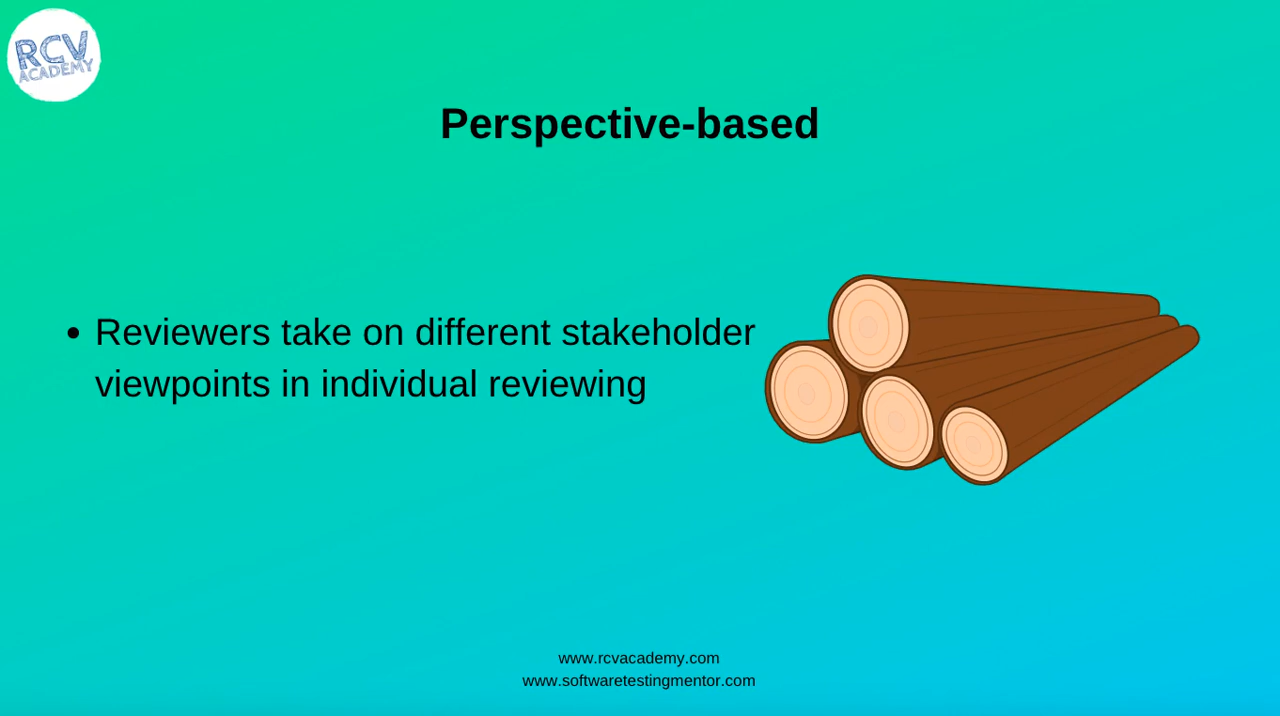 RCV
ACADEMY
Perspective-based
• Reviewers take on different stakeholder
viewpoints in individual reviewing
www.rcvacademy.com
www.softwaretestingmentor.com